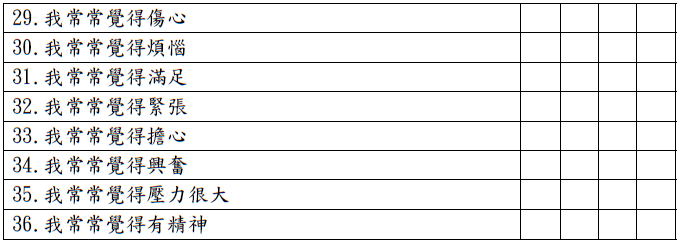 29.我常常覺得傷心
30.我常常覺得煩惱
31.我常常覺得滿足
32.我常常覺得緊張
33.我常常覺得擔心
34.我常常覺得興奮
35.我常常覺得壓力很大
36.我常常覺得有精神